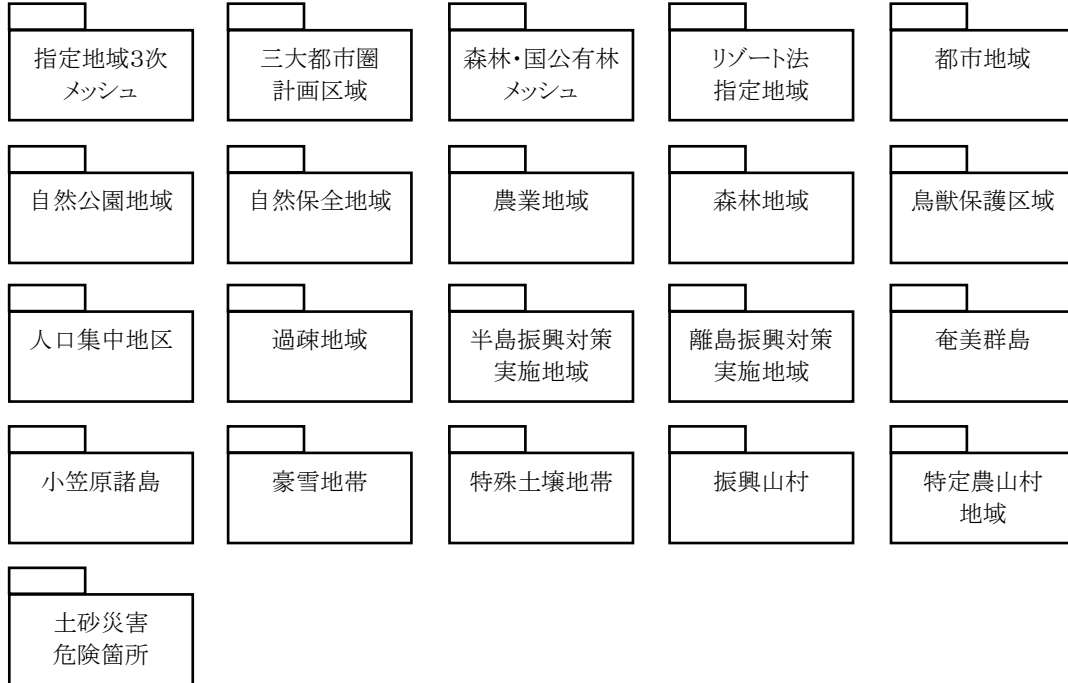 指定地域3次
メッシュ
三大都市圏
計画区域
森林・国公有林
メッシュ
リゾート法
指定地域
都市地域
自然公園地域
自然保全地域
農業地域
森林地域
鳥獣保護区域
人口集中地区
過疎地域
半島振興対策
実施地域
離島振興対策
実施地域
奄美群島
小笠原諸島
豪雪地帯
特殊土壌地帯
振興山村
特定農山村
地域
土砂災害
危険箇所